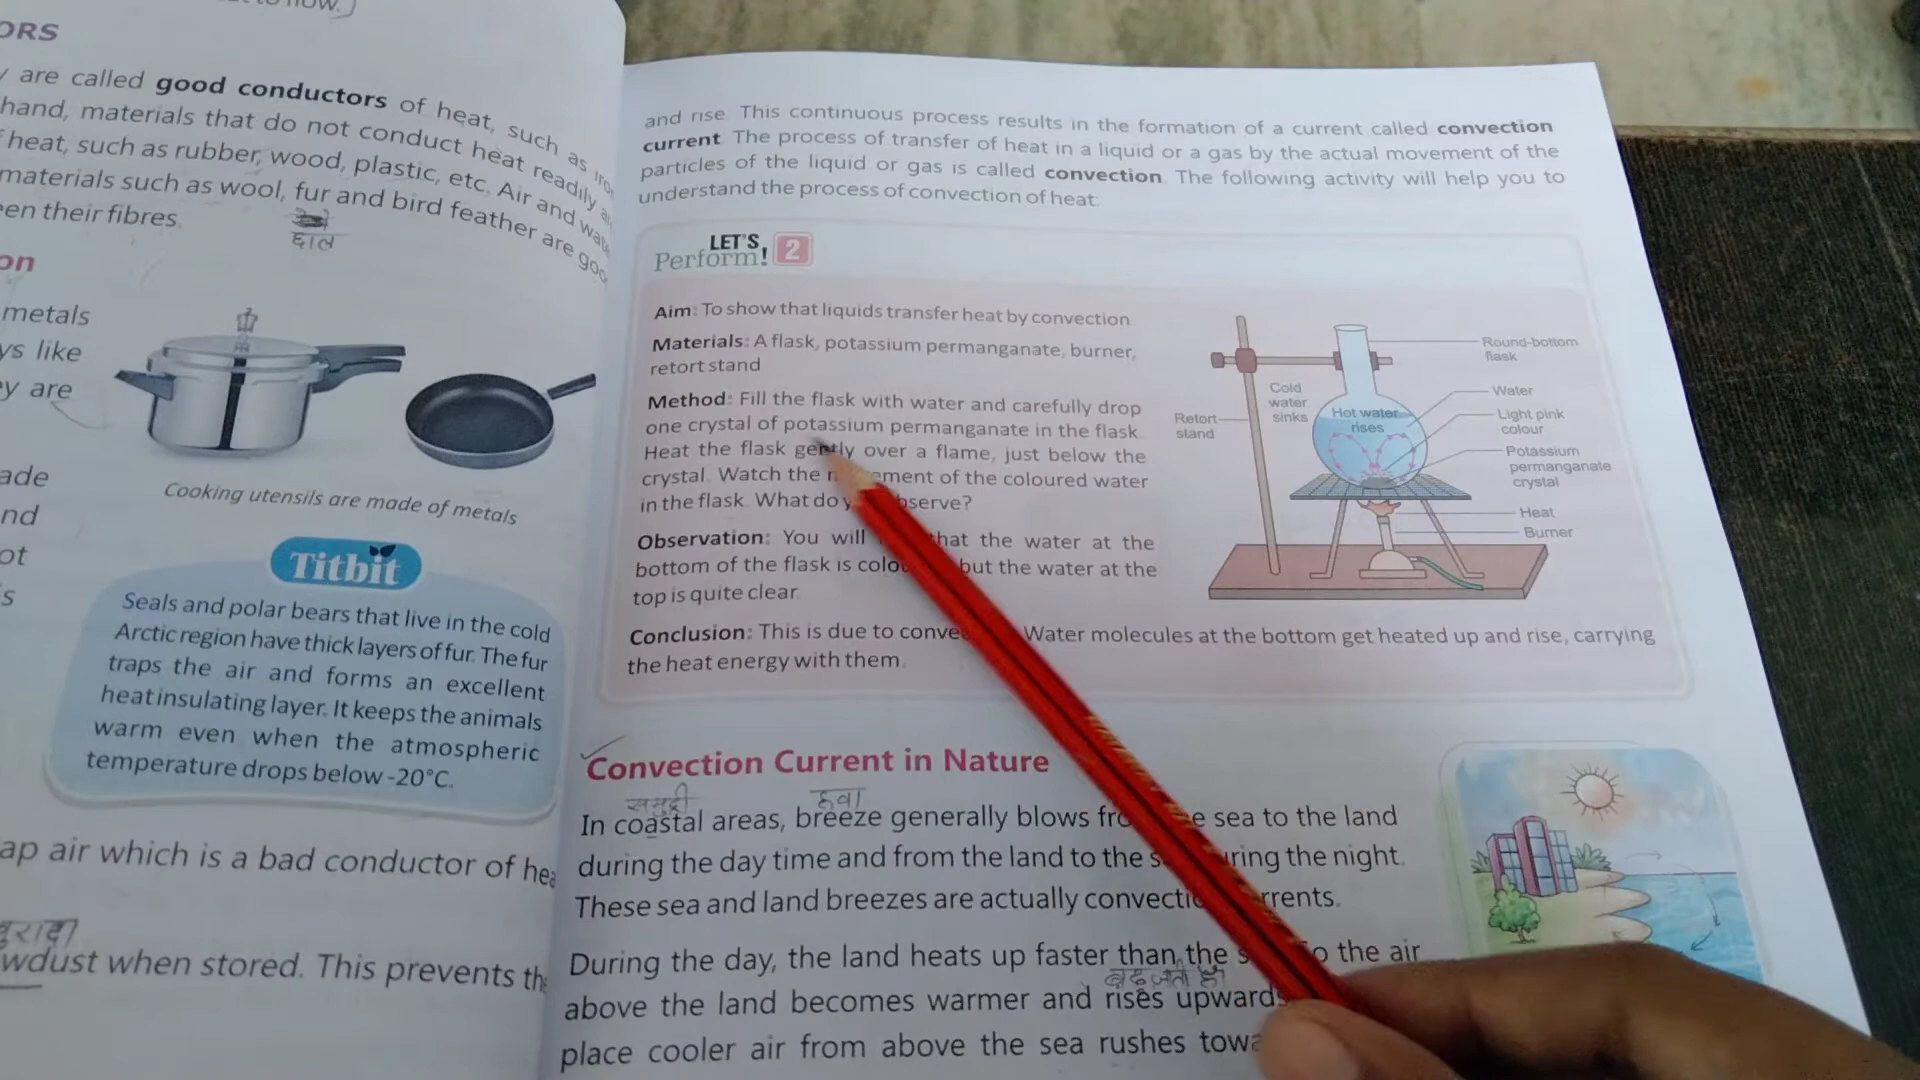 ORS
are called good conductors of heat, such as
hand, materials that do not conduct heat readily
heat, such as rubber, wood, plastic, etc. Air and
materials such as wool, fur and bird feather are
een their fibres.
छाल
on
metals
ys like
ey are
Cooking utensils are made of metals
ade
nd
ot
s
Titbit
Seals and polar bears that live in the cold
Arctic region have thick layers of fur. The fur
traps the air and forms an excellent
heat insulating layer. It keeps the animals
warm even when the atmospheric
temperature drops below -20°C.
ap air which is a bad conductor of
बुरादा
wdust when stored. This prevents
and rise. This continuous process results in the formation of a current called convection
current. The process of transfer of heat in a liquid or a gas by the actual movement of the
particles of the liquid or gas is called convection. The following activity will help you to
understand the process of convection of heat:
LET'S
Perform! 2
Aim: To show that liquids transfer heat by convection.
Materials: A flask, potassium permanganate, burner,
retort stand
Method: Fill the flask with water and carefully drop
one crystal of potassium permanganate in the flask.
Heat the flask gently over a flame, just below the
crystal. Watch the ement of the coloured water
in the flask. What do y bserve?
Observation: You will that the water at the
bottom of the flask is colou but the water at the
top is quite clear.
Conclusion: This is due to conve Water molecules at the bottom get heated up and rise, carrying
the heat energy with them.
Round-bottom
flask
Cold
water
sinks
Hot water
rises
Water
Retort
stand
Light pink
colour
Potassium
permanganate
crystal
Heat
Burner
Convection Current in Nature
समुद्री हवा
In coastal areas, breeze generally blows fr e sea to the land
during the day time and from the land to the s uring the night.
These sea and land breezes are actually convecti rrents.
During the day, the land heats up faster than the s o the air
above the land becomes warmer and rises upwards
place cooler air from above the sea rushes towa